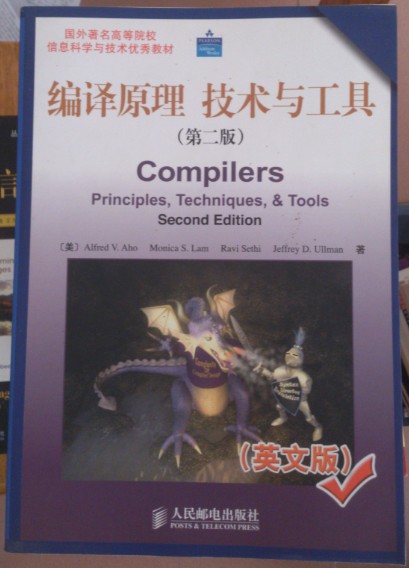 国外著名高等院校
信息科学与技术优秀教材
PEARSON
编译原理 技术与工具
(第二版)
Compilers
Principles, Techniques, & Tools
Second Edition
〔美〕Alfred V. Aho Monica S. Lam Ravi Sethi Jeffrey D. Ullman 著
(英文版)
人民邮电出版社
POSTS & TELECOM PRESS